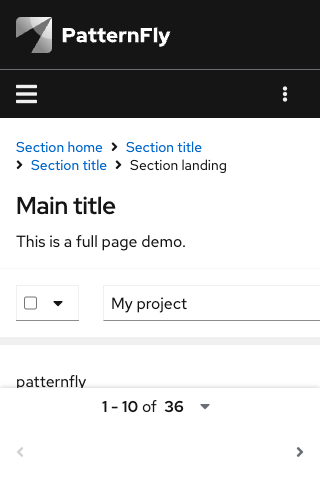 PatternFly
Section home > Section title
> Section title > Section landing
Main title
This is a full page demo.
My project
patternfly
1 - 10 of 36